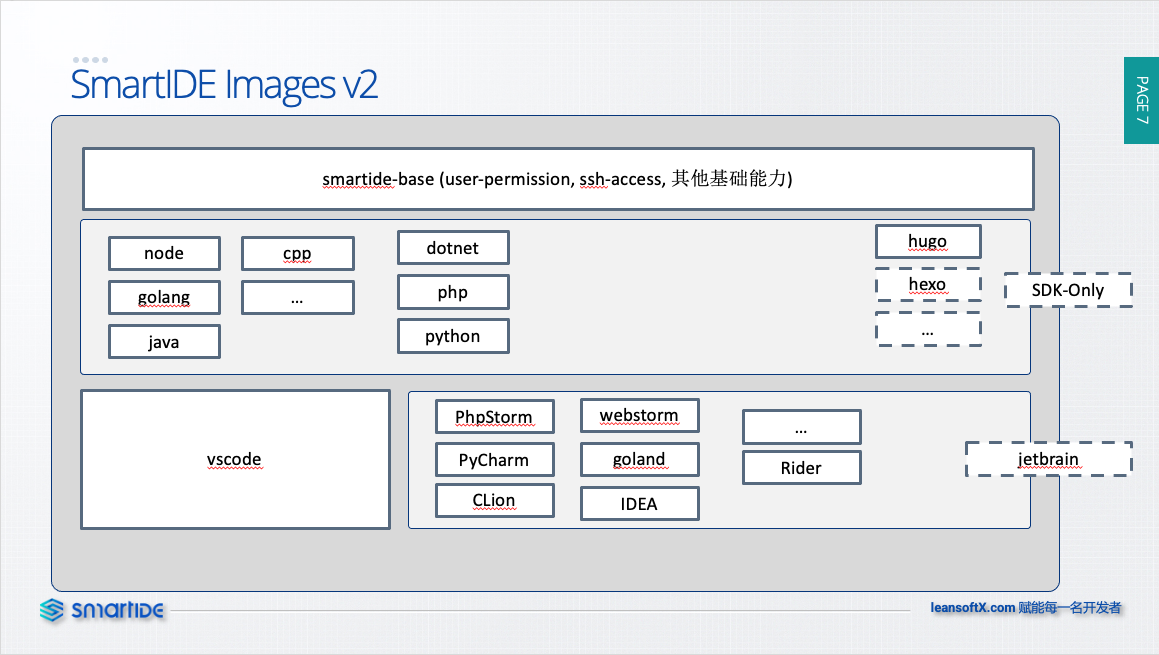 SmartIDE Images v2
PAGE 7
smartide-base (user-permission, ssh-access, 其他基础能力)
node
cpp
dotnet
hugo
golang
...
php
hexo
SDK-Only
java
python
...
vscode
PhpStorm
webstorm
...
PyCharm
goland
Rider
jetbrain
CLion
IDEA
SMARTIDE
leansoftX.com 赋能每一名开发者